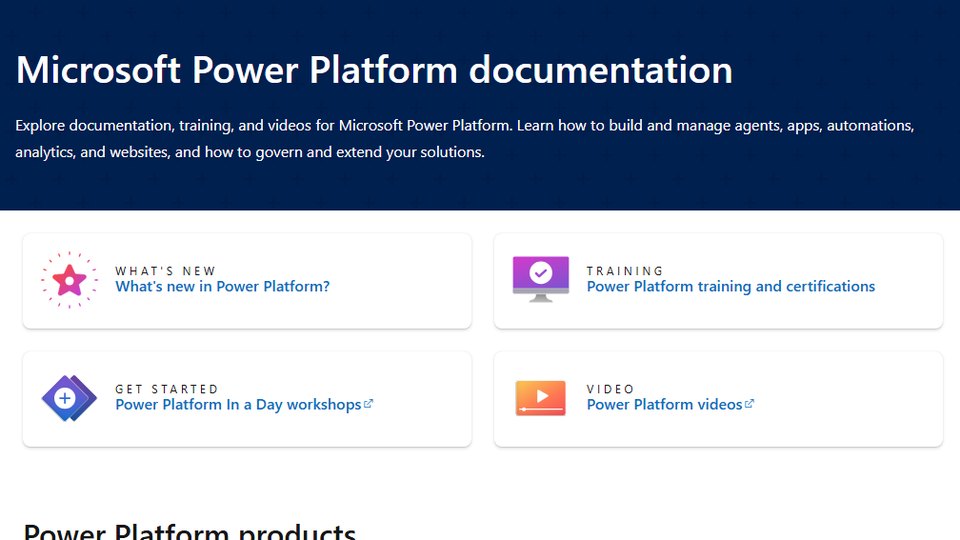 Microsoft Power Platform documentation
Explore documentation, training, and videos for Microsoft Power Platform. Learn how to build and manage agents, apps, automations,
analytics, and websites, and how to govern and extend your solutions.
WHAT'S NEW
What's new in Power Platform?
TRAINING
Power Platform training and certifications
GET STARTED
Power Platform In a Day workshops
VIDEO
Power Platform videos
Power Platform products